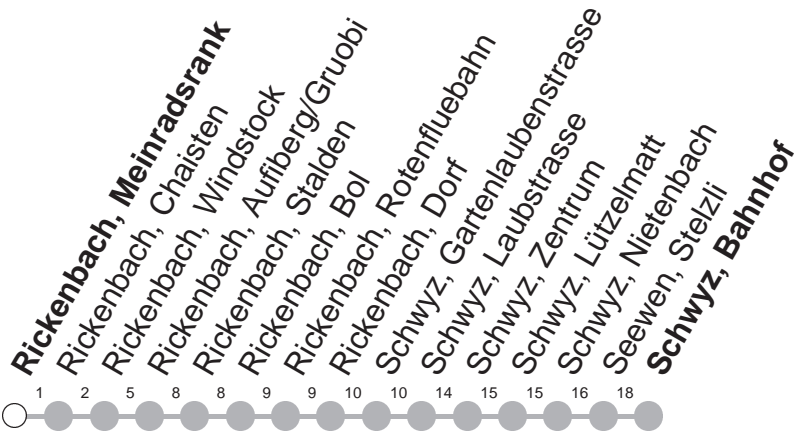 Rickenbach, Meinradsrank
Rickenbach, Chaisten
Rickenbach, Windstock
Rickenbach, Aufiberg/Gruobi
Rickenbach, Stalden
Rickenbach, Bol
Rickenbach, Rotenfluebahn
Rickenbach, Dorf
Schwyz, Gartenlaubenstrasse
Schwyz, Laubstrasse
Schwyz, Zentrum
Schwyz, Lützelmatt
Schwyz, Nietenbach
Seewen, Stelzli
Schwyz, Bahnhof
1 2 5 8 8 9 9 10 10 14 15 15 16 18